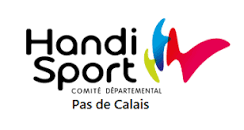 Handi
Sport
COMITÉ DÉPARTEMENTAL
Pas de Calais